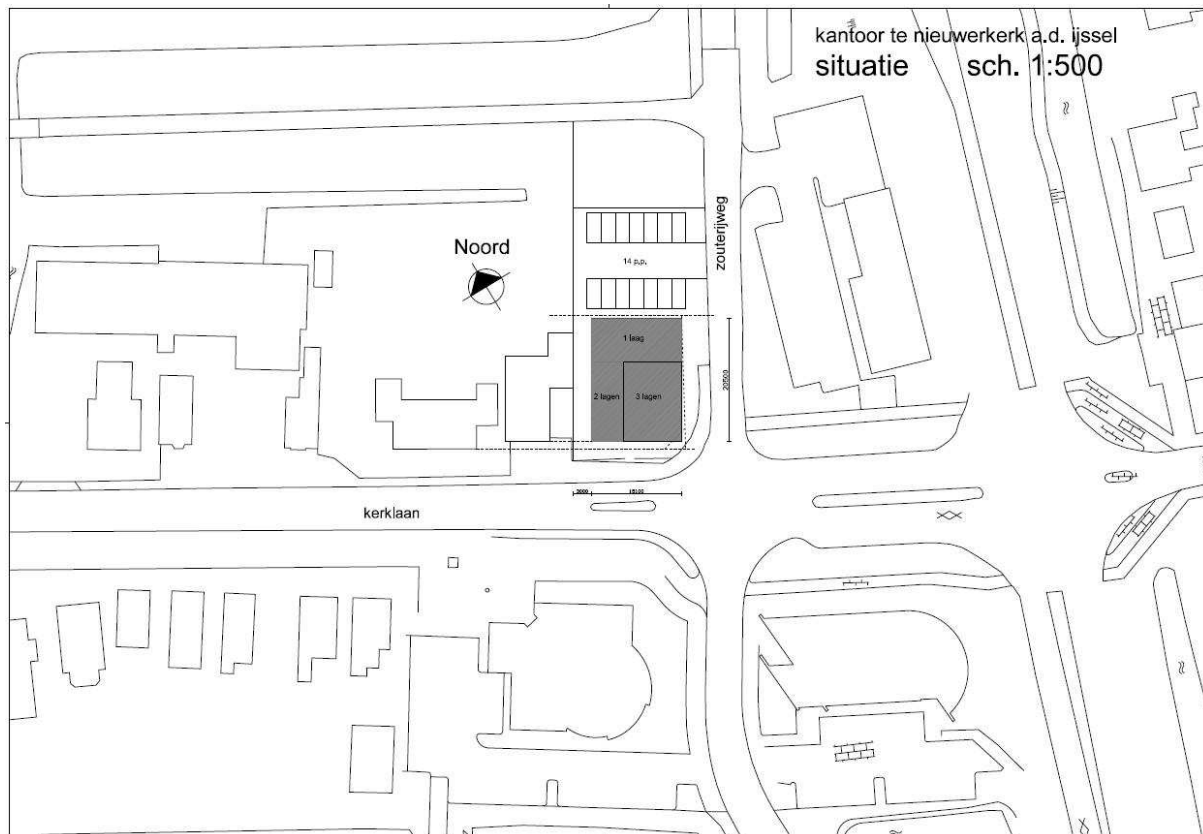 kantoor te nieuwerkerk a.d. ijssel
situatie sch. 1:500
zouterijweg
Noord
14 p.p.
1 laag
2 lagen 3 lagen
20500
3000
kerklaan